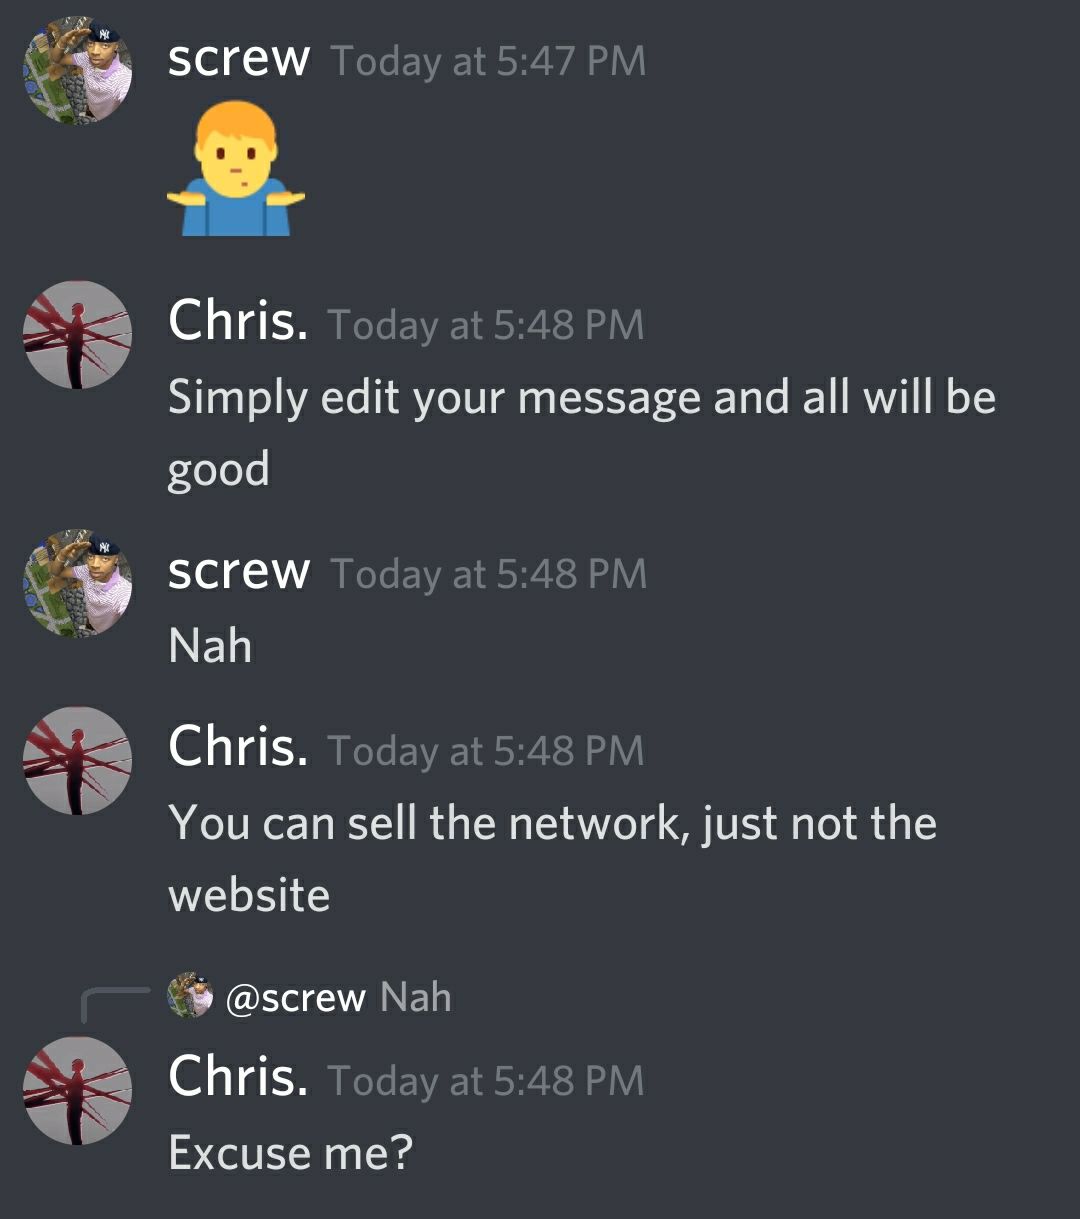 screw Today at 5:47 PM
Chris. Today at 5:48 PM
Simply edit your message and all will be
good
screw Today at 5:48 PM
Nah
Chris. Today at 5:48 PM
You can sell the network, just not the
website
@screw Nah
Chris. Today at 5:48 PM
Excuse me?